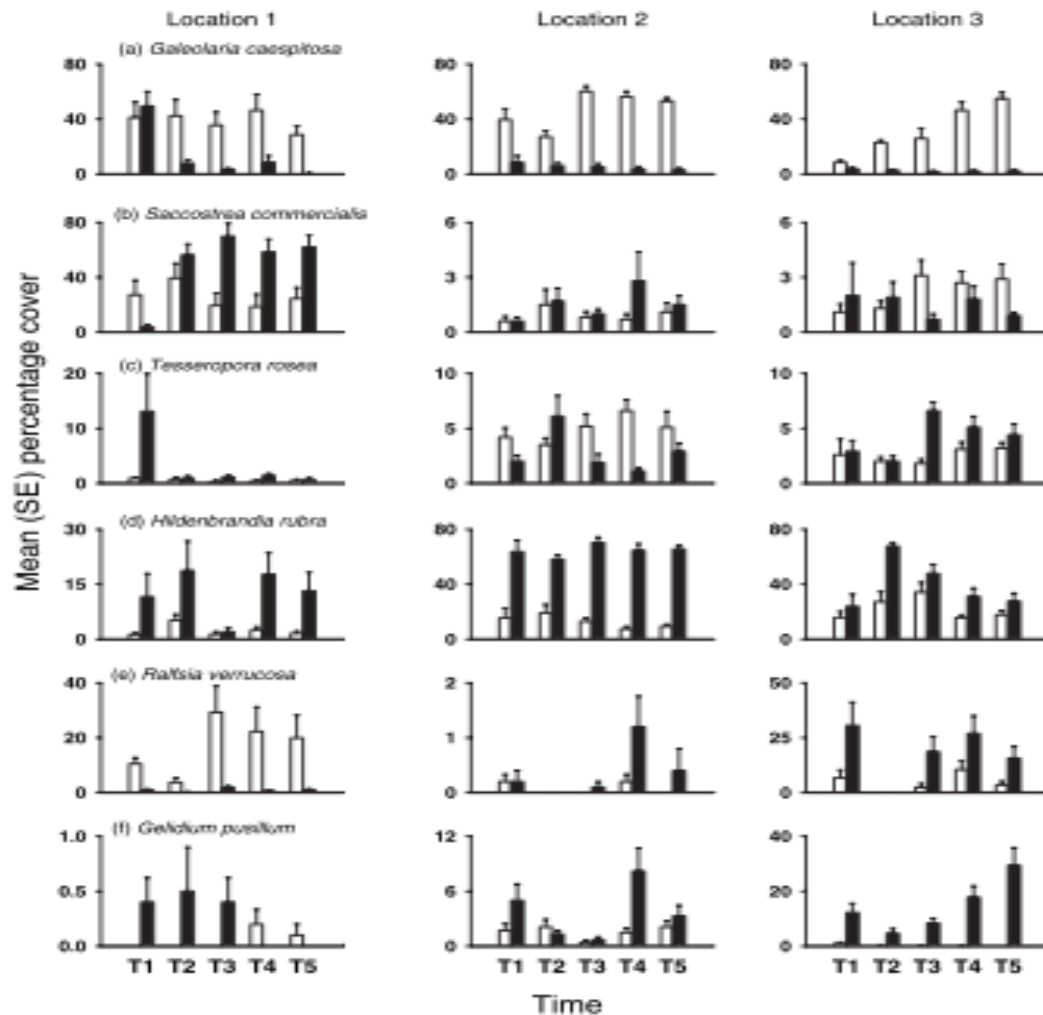 Location 1 Location 2 Location 3
(a) Galeolaria caespitosa
80 80 80
40 40 40
0 0 0
(b) Saccostrea commercialis
80 6 5
40 3 3
0 0 0
(c) Tesseropora rosea
20 10 10
10 5 5
0 0 0
(d) Hildenbrandia rubra
30 80 80
15 40 40
0 0 0
(e) Ralfsia verrucosa
40 2 50
20 1 25
0 0 0
(f) Gelidium pusillum
1.0 12 40
0.5 6 20
0.0 0 0
T1 T2 T3 T4 T5 T1 T2 T3 T4 T5 T1 T2 T3 T4 T5
Time
Mean (SE) percentage cover